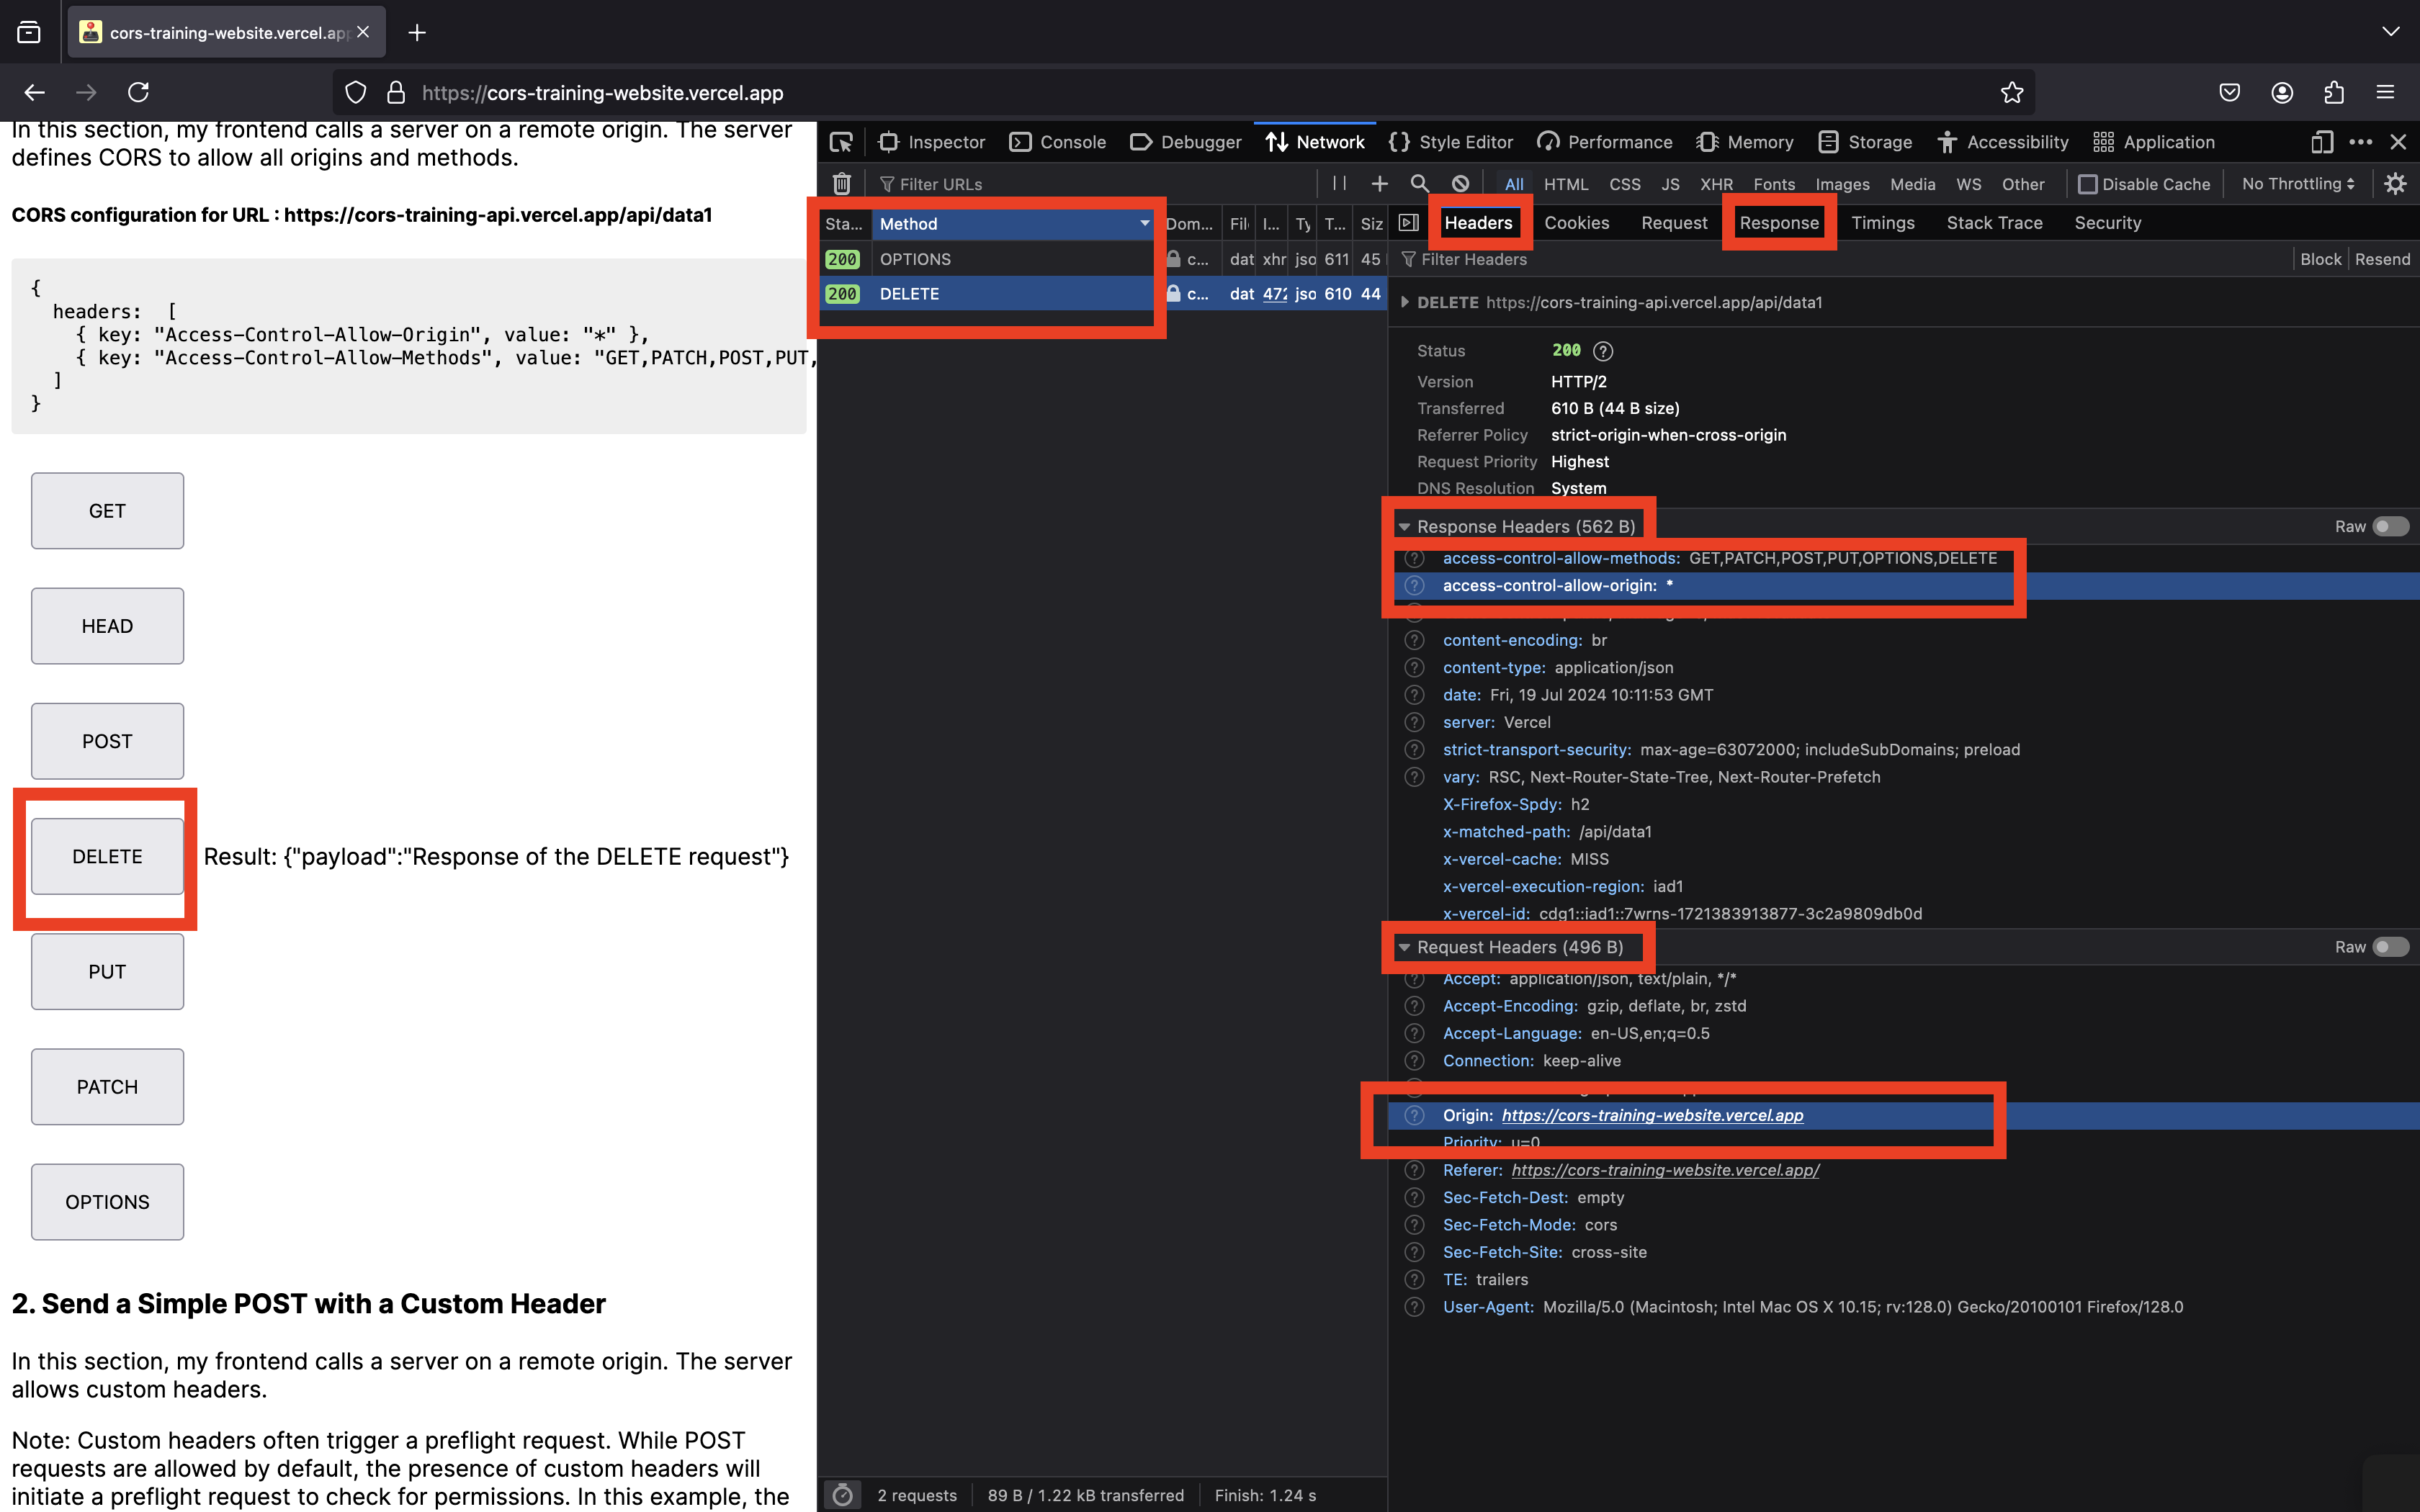 cors-training-website.vercel.ap
https://cors-training-website.vercel.app
In this section, my frontend calls a server on a remote origin. The server
defines CORS to allow all origins and methods.
CORS configuration for URL : https://cors-training-api.vercel.app/api/data1
{
headers: [
{ key: "Access-Control-Allow-Origin", value: "*" },
{ key: "Access-Control-Allow-Methods", value: "GET,PATCH,POST,PUT,
]
}
GET
HEAD
POST
DELETE
Result: {"payload":"Response of the DELETE request"}
PUT
PATCH
OPTIONS
2. Send a Simple POST with a Custom Header
In this section, my frontend calls a server on a remote origin. The server
allows custom headers.
Note: Custom headers often trigger a preflight request. While POST
requests are allowed by default, the presence of custom headers will
initiate a preflight request to check for permissions. In this example, the
Inspector Console Debugger Network Style Editor Performance Memory Storage Accessibility Application
Filter URLs
All HTML CSS JS XHR Fonts Images Media WS Other Disable Cache No Throttling
Sta... Method Dom... Fil I... Ty T... Siz
200 OPTIONS c... dat xhr jso 611 45
200 DELETE c... dat 472 jso 610 44
Headers Cookies Request Response Timings Stack Trace Security
Filter Headers Block Resend
DELETE https://cors-training-api.vercel.app/api/data1
Status 200
Version HTTP/2
Transferred 610 B (44 B size)
Referrer Policy strict-origin-when-cross-origin
Request Priority Highest
DNS Resolution System
Response Headers (562 B) Raw
access-control-allow-methods: GET,PATCH,POST,PUT,OPTIONS,DELETE
access-control-allow-origin: *
content-encoding: br
content-type: application/json
date: Fri, 19 Jul 2024 10:11:53 GMT
server: Vercel
strict-transport-security: max-age=63072000; includeSubDomains; preload
vary: RSC, Next-Router-State-Tree, Next-Router-Prefetch
X-Firefox-Spdy: h2
x-matched-path: /api/data1
x-vercel-cache: MISS
x-vercel-execution-region: iad1
x-vercel-id: cdg1::iad1::7wrns-1721383913877-3c2a9809db0d
Request Headers (496 B) Raw
Accept: application/json, text/plain, */*
Accept-Encoding: gzip, deflate, br, zstd
Accept-Language: en-US,en;q=0.5
Connection: keep-alive
Origin: https://cors-training-website.vercel.app
Priority: u=0
Referer: https://cors-training-website.vercel.app/
Sec-Fetch-Dest: empty
Sec-Fetch-Mode: cors
Sec-Fetch-Site: cross-site
TE: trailers
User-Agent: Mozilla/5.0 (Macintosh; Intel Mac OS X 10.15; rv:128.0) Gecko/20100101 Firefox/128.0
2 requests 89 B / 1.22 kB transferred Finish: 1.24 s